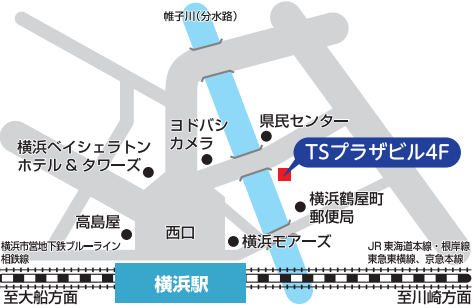 帷子川(分水路)
県民センター
ヨドバシ
カメラ
TSプラザビル4F
横浜ベイシェラトン
ホテル & タワーズ
横浜鶴屋町
郵便局
高島屋
西口
横浜モアーズ
横浜市営地下鉄ブルーライン
相鉄線
JR 東海道本線・根岸線
東急東横線、京急本線
横浜駅
至大船方面
至川崎方面